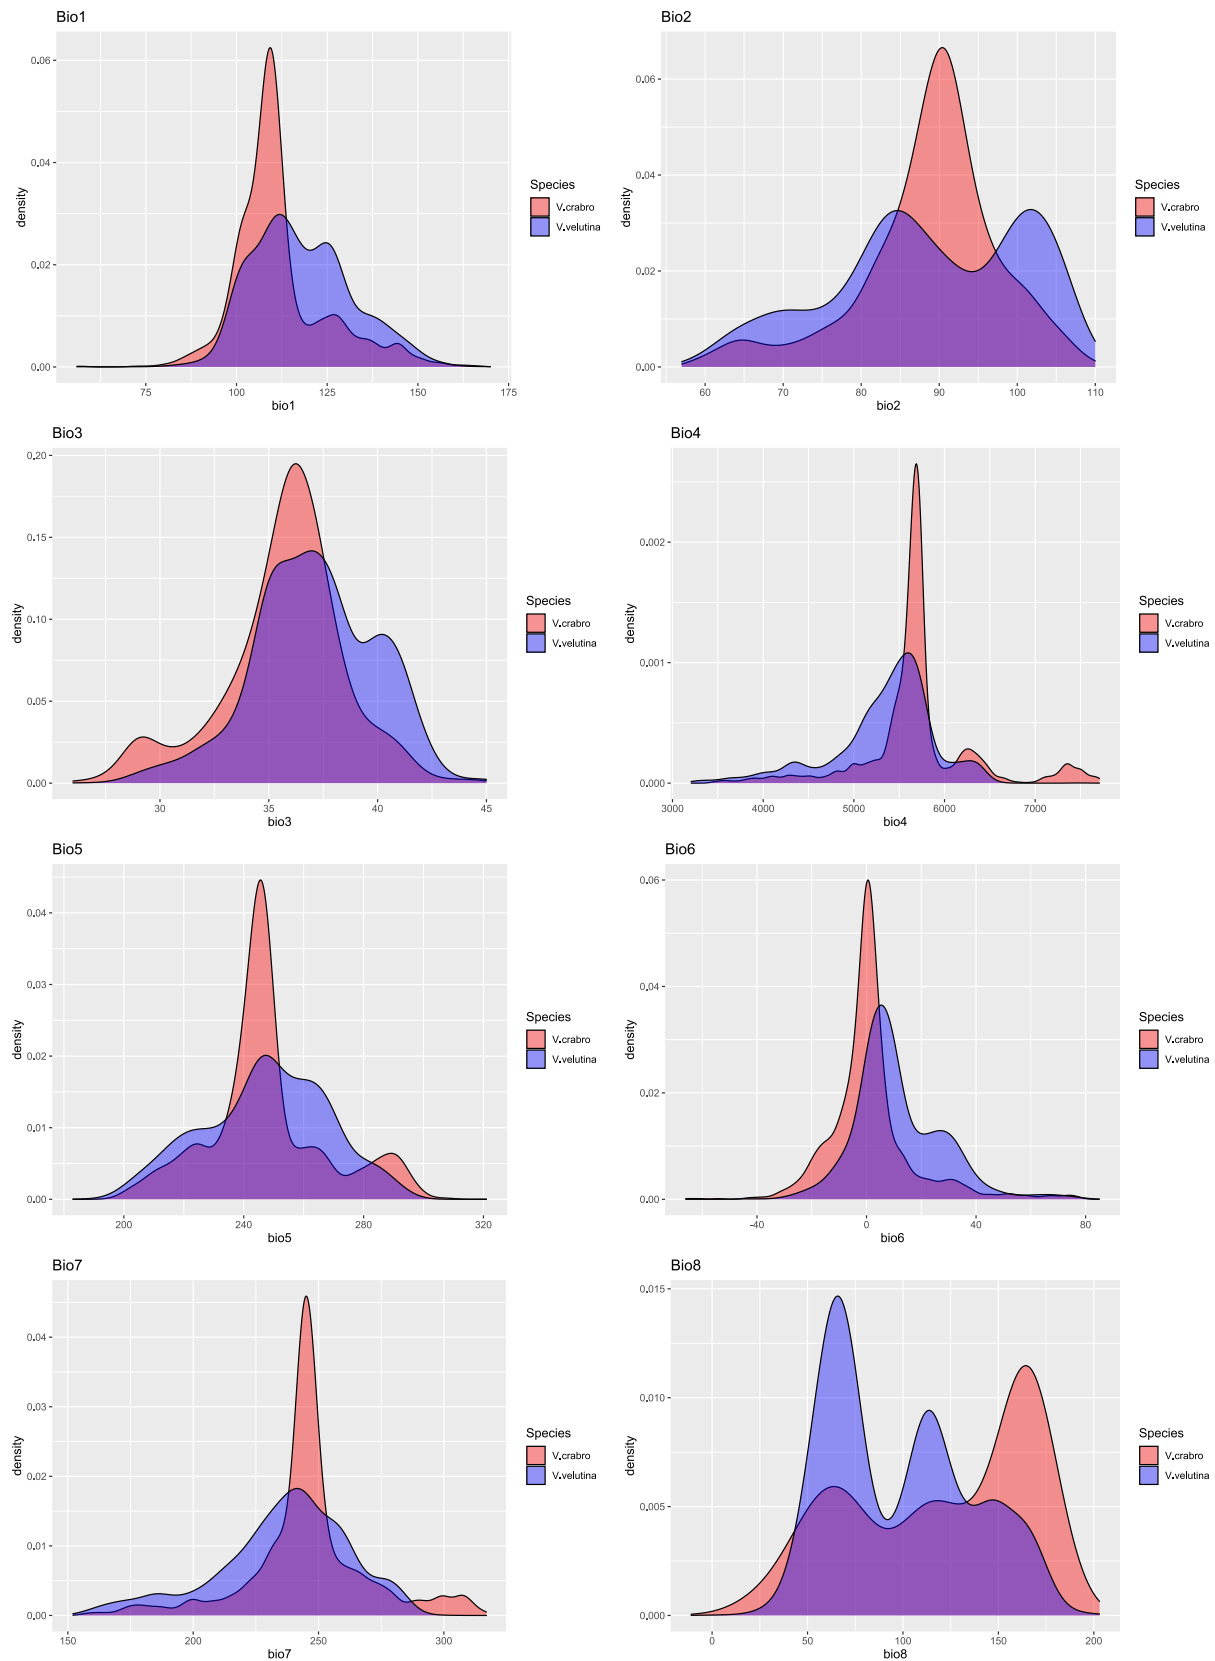 Bio1
0.06
0.04
0.02
0.00
density
75
100
125
150
175
bio1
Species
V.crabro
V.velutina
Bio2
0.06
0.04
0.02
0.00
density
60
70
80
90
100
110
bio2
Species
V.crabro
V.velutina
Bio3
0.20
0.15
0.10
0.05
0.00
density
30
35
40
45
bio3
Species
V.crabro
V.velutina
Bio4
0.002
0.001
0.000
density
3000
4000
5000
6000
7000
bio4
Species
V.crabro
V.velutina
Bio5
0.04
0.03
0.02
0.01
0.00
density
200
240
280
320
bio5
Species
V.crabro
V.velutina
Bio6
0.06
0.04
0.02
0.00
density
-40
0
40
80
bio6
Species
V.crabro
V.velutina
Bio7
0.04
0.03
0.02
0.01
0.00
density
150
200
250
300
bio7
Species
V.crabro
V.velutina
Bio8
0.015
0.010
0.005
0.000
density
0
50
100
150
200
bio8
Species
V.crabro
V.velutina